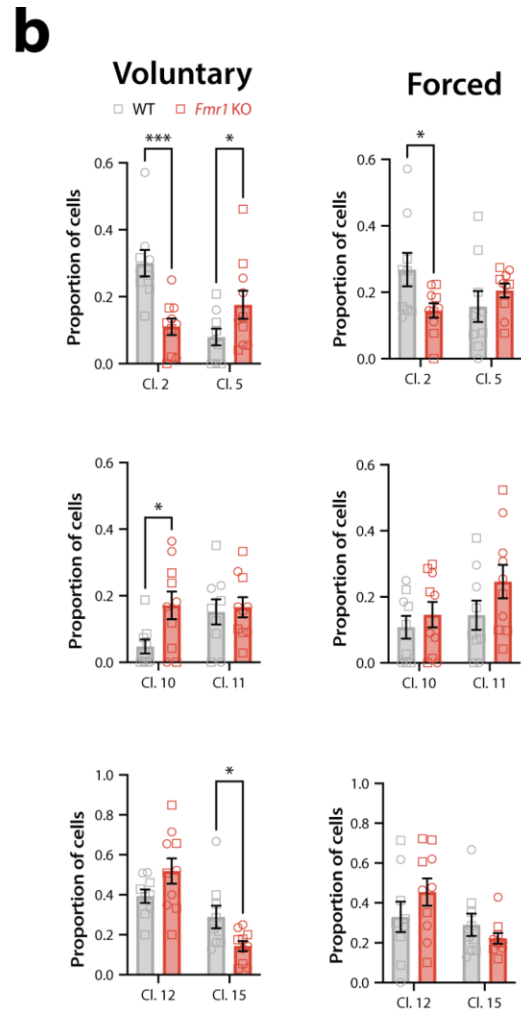 b
Voluntary
Forced
WT Fmr1 KO
*** *
*
Proportion of cells
0.6
0.4
0.2
0.0
Cl. 2 Cl. 5
Proportion of cells
0.6
0.4
0.2
0.0
Cl. 2 Cl. 5
*
Proportion of cells
0.6
0.4
0.2
0.0
Cl. 10 Cl. 11
Proportion of cells
0.6
0.4
0.2
0.0
Cl. 10 Cl. 11
*
Proportion of cells
1.0
0.8
0.6
0.4
0.2
0.0
Cl. 12 Cl. 15
Proportion of cells
1.0
0.8
0.6
0.4
0.2
0.0
Cl. 12 Cl. 15